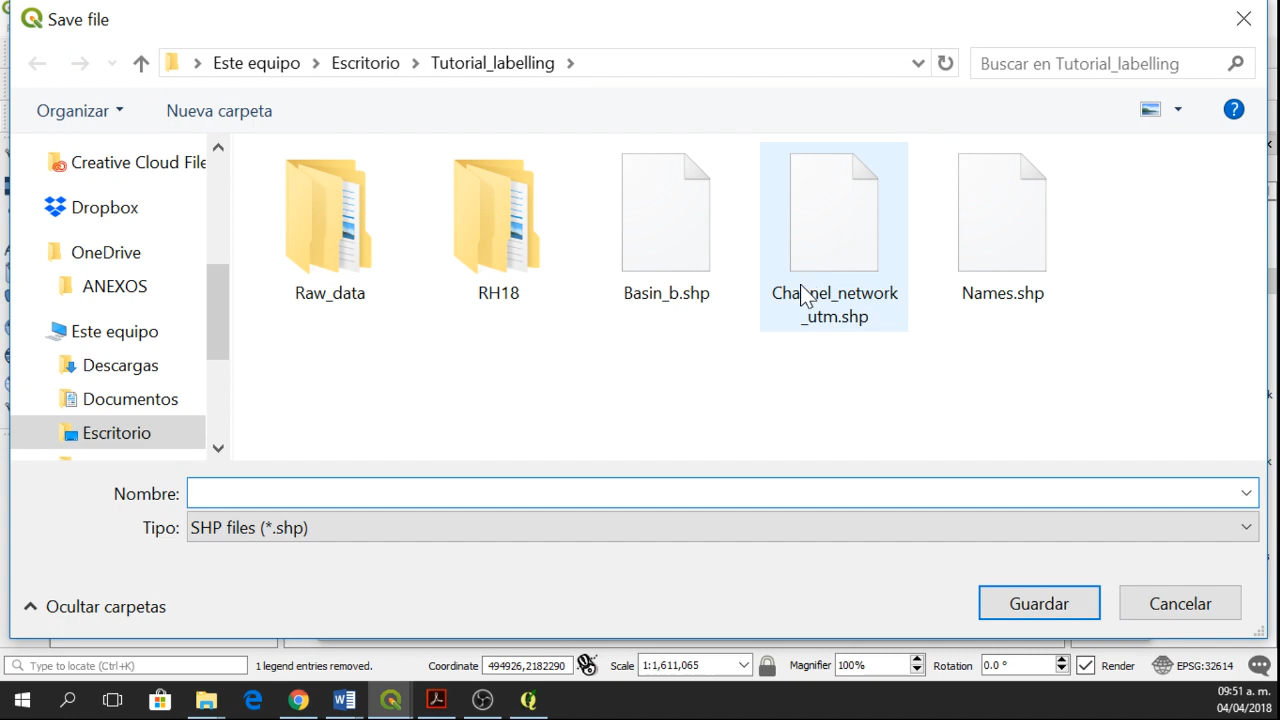 Save file
Este equipo
Escritorio
Tutorial_labelling
Buscar en Tutorial_labelling
Organizar
Nueva carpeta
?
Creative Cloud File
Dropbox
OneDrive
ANEXOS
Este equipo
Descargas
Documentos
Escritorio
Raw_data
RH18
Basin_b.shp
Channel_network
_utm.shp
Names.shp
Nombre:
Tipo: SHP files (*.shp)
Ocultar carpetas
Guardar
Cancelar
Type to locate (Ctrl+K)
1 legend entries removed.
Coordinate 494926,2182290
Scale 1:1,611,065
Magnifier 100%
Rotation 0.0 °
Render
EPSG:32614
09:51 a. m.
04/04/2018